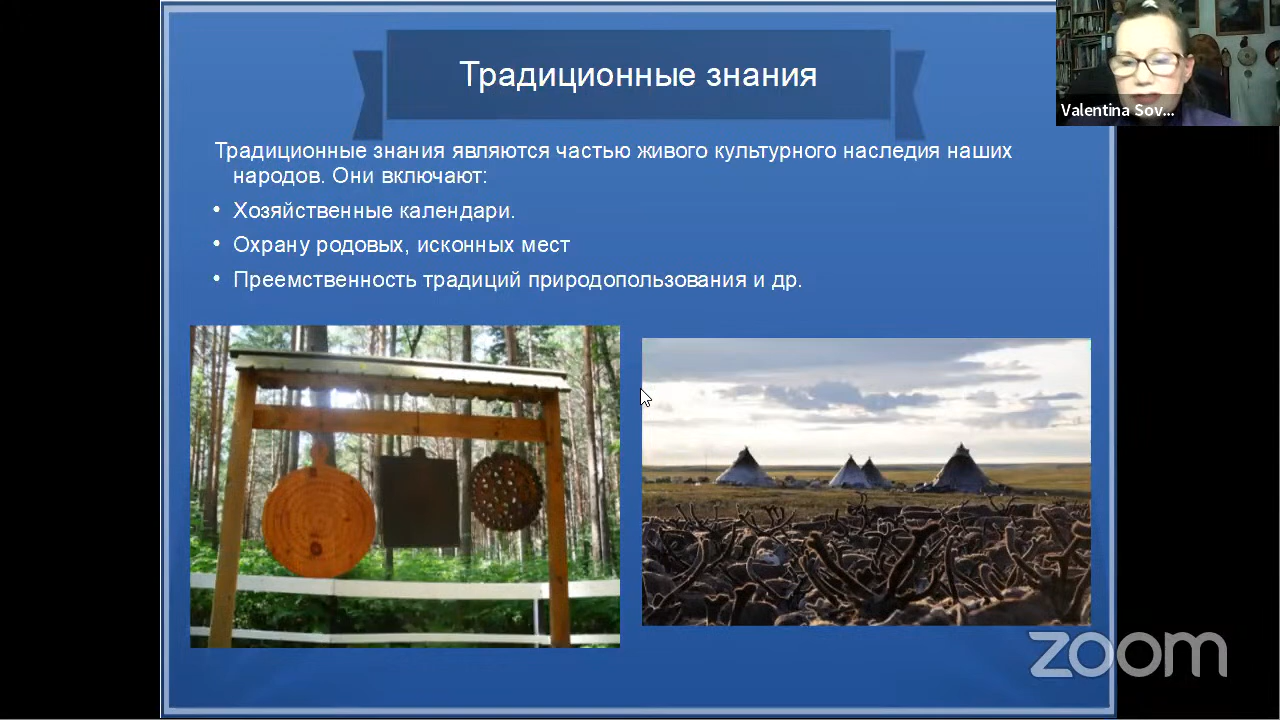 Традиционные знания
Valentina Sov...
Традиционные знания являются частью живого культурного наследия наших
народов. Они включают:
• Хозяйственные календари.
• Охрану родовых, исконных мест
• Преемственность традиций природопользования и др.
zoom